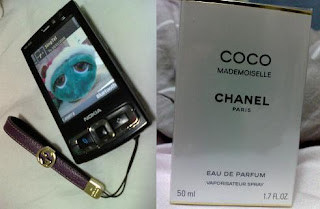 NOKIA
COCO
MADEMOISELLE
CHANEL
PARIS
EAU DE PARFUM
VAPORISATEUR SPRAY
50 ml
1.7 FL.OZ.